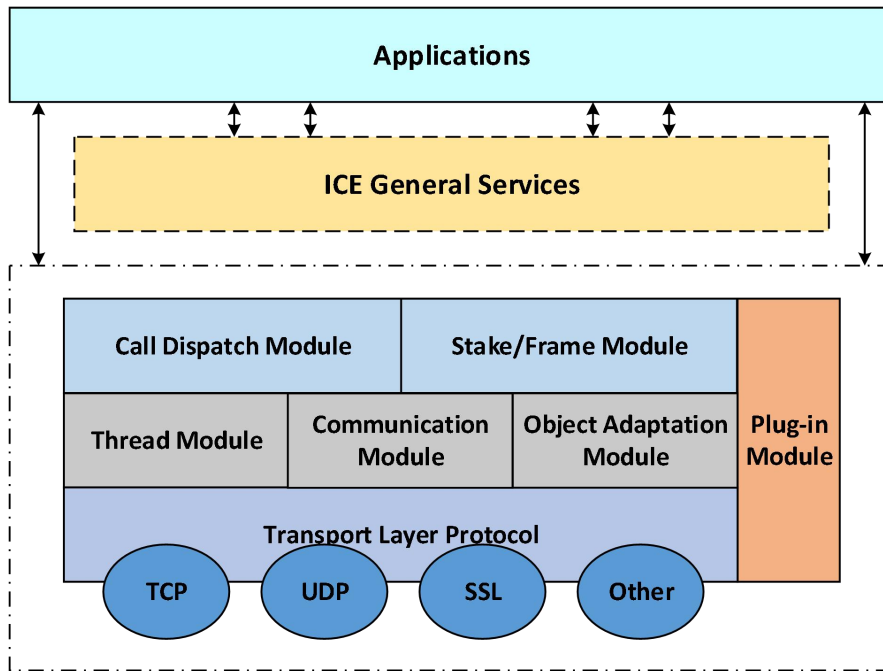 Applications
ICE General Services
Call Dispatch Module
Stake/Frame Module
Thread Module
Communication
Module
Object Adaptation
Module
Plug-in
Module
Transport Layer Protocol
TCP
UDP
SSL
Other